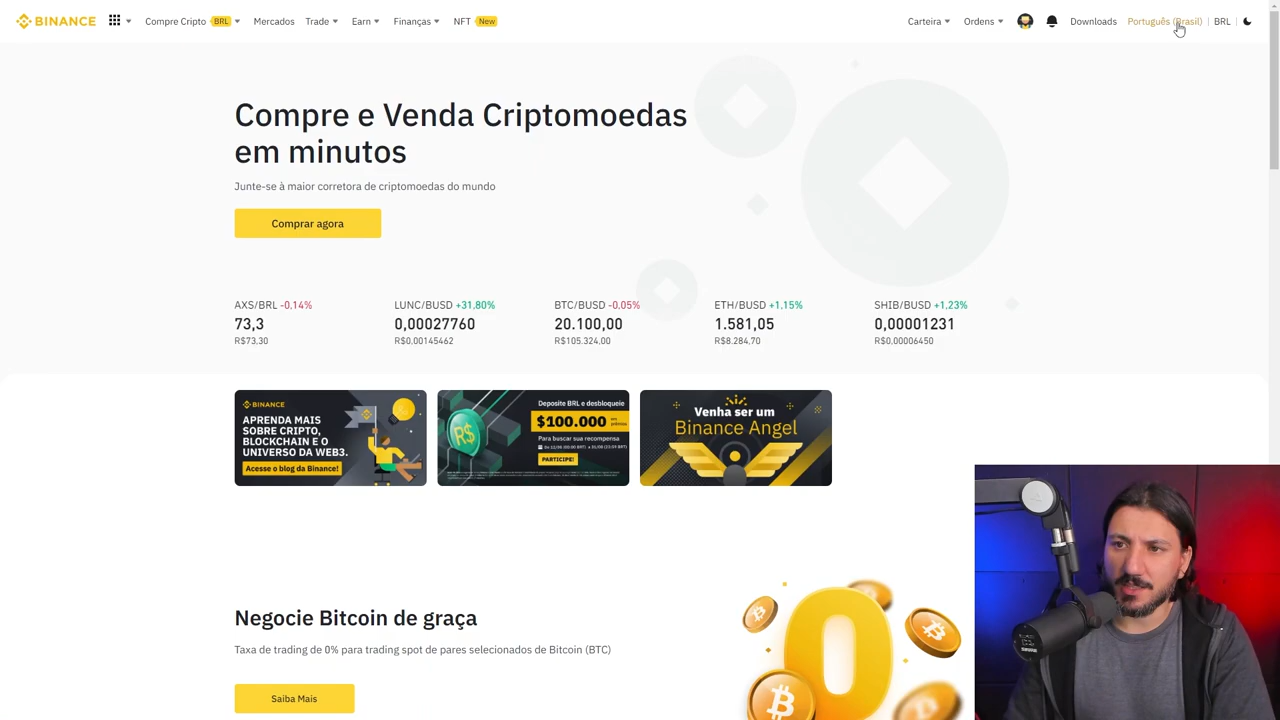 BINANCE
Compre Cripto BRL
Mercados
Trade
Earn
Finanças
NFT New
Carteira
Ordens
Downloads
Português (Brasil)
BRL
Compre e Venda Criptomoedas
em minutos
Junte-se à maior corretora de criptomoedas do mundo
Comprar agora
AXS/BRL -0.14%
73,3
R$73,30
LUNC/BUSD +31,80%
0,00027760
R$0,00145462
BTC/BUSD -0.05%
20.100,00
R$105.324,00
ETH/BUSD +1,15%
1.581,05
R$8.284,70
SHIB/BUSD +1,23%
0,00001231
R$0,00006450
BINANCE
APRENDA MAIS
SOBRE CRIPTO,
BLOCKCHAIN E O
UNIVERSO DA WEB3.
Acesse o blog da Binance!
R$
Deposite BRL e desbloqueie
$100.000 em prêmios
Para buscar sua recompensa
PARTICIPE!
Venha ser um
Binance Angel
Negocie Bitcoin de graça
Taxa de trading de 0% para trading spot de pares selecionados de Bitcoin (BTC)
Saiba Mais
0